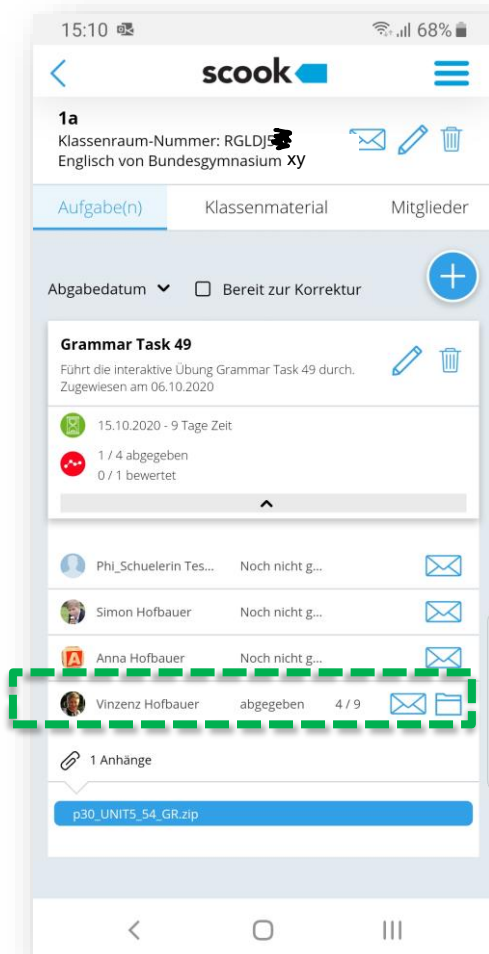 15:10 68%
scook
1a
Klassenraum-Nummer: RGLDJ5
Englisch von Bundesgymnasium xy
Aufgabe(n) Klassenmaterial Mitglieder
Abgabedatum Bereit zur Korrektur
Grammar Task 49
Führt die interaktive Übung Grammar Task 49 durch.
Zugewiesen am 06.10.2020
15.10.2020 - 9 Tage Zeit
1 / 4 abgegeben
0 / 1 bewertet
Phi_Schuelerin Tes... Noch nicht g...
Simon Hofbauer Noch nicht g...
Anna Hofbauer Noch nicht g...
Vinzenz Hofbauer abgegeben 4 / 9
1 Anhänge
p30_UNIT5_54_GR.zip